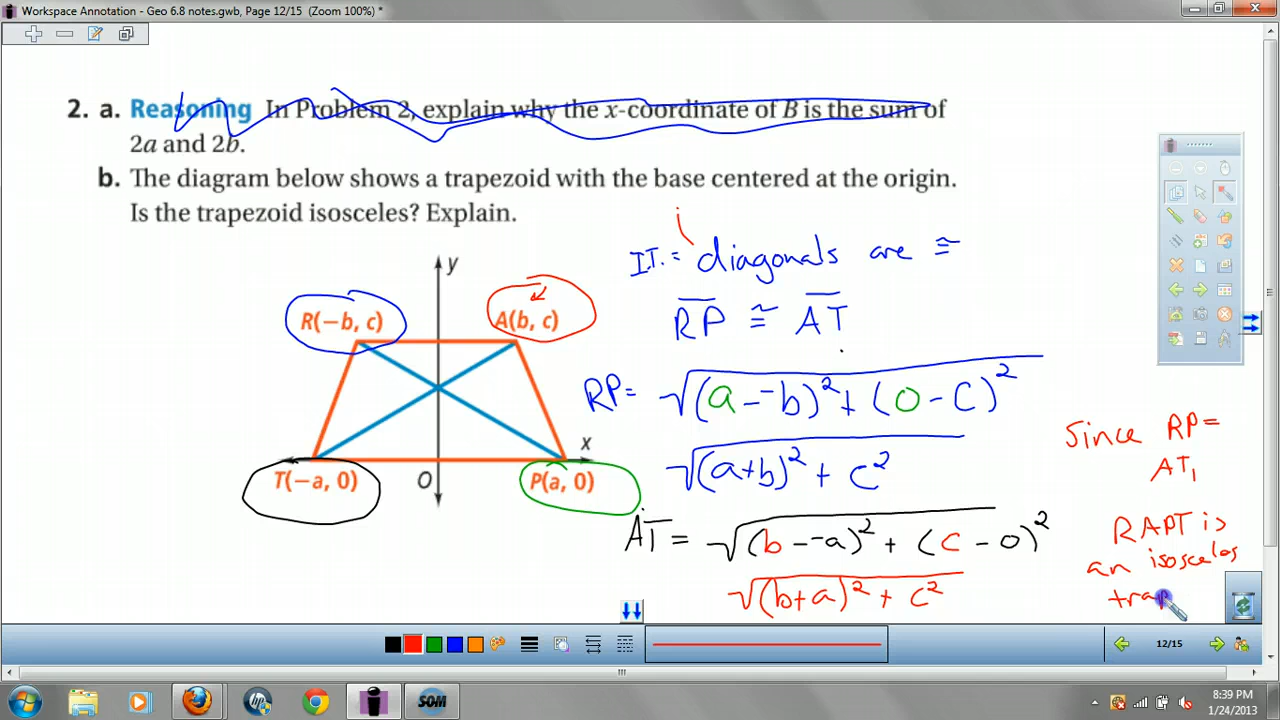 Workspace Annotation - Geo 6.8 notes.gwb, Page 12/15 (Zoom 100%) *
2. a. Reasoning In Problem 2, explain why the x-coordinate of B is the sum of
2a and 2b.
b. The diagram below shows a trapezoid with the base centered at the origin.
Is the trapezoid isosceles? Explain.
I.T. = diagonals are ≅
RP ≅ AT
y
R(−b, c)
A(b, c)
T(−a, 0)
O
P(a, 0)
x
RP = √(a - -b)² + (0 - c)²
√(a+b)² + c²
AT = √(b - -a)² + (c - 0)²
√(b+a)² + c²
Since RP =
AT,
RAPT is
an isosceles
trap
12/15
SOM
8:39 PM
1/24/2013